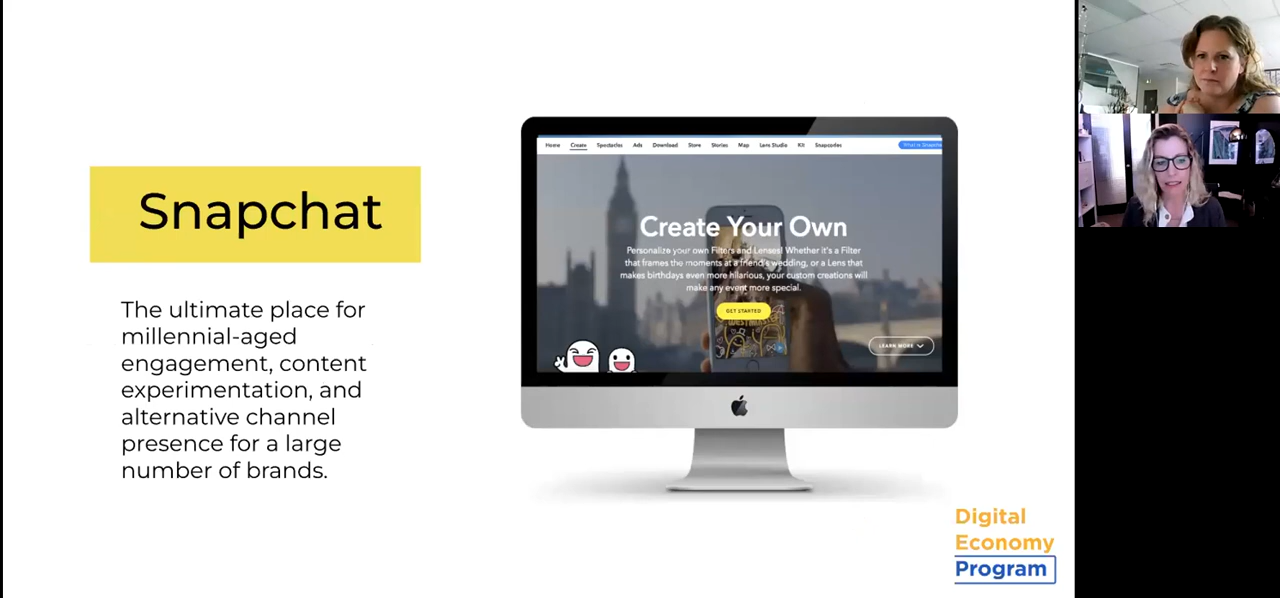 Snapchat
The ultimate place for
millennial-aged
engagement, content
experimentation, and
alternative channel
presence for a large
number of brands.
Home Create Spectacles Ads Download Store Stories Map Lens Studio Kit Snapcodes
Create Your Own
Personalize your own Filters and Lenses! Whether it's a Filter
that frames the moments at a friend's wedding, or a Lens that
makes birthdays even more hilarious, your custom creations will
make any event more special.
GET STARTED
LEARN MORE
Digital
Economy
Program